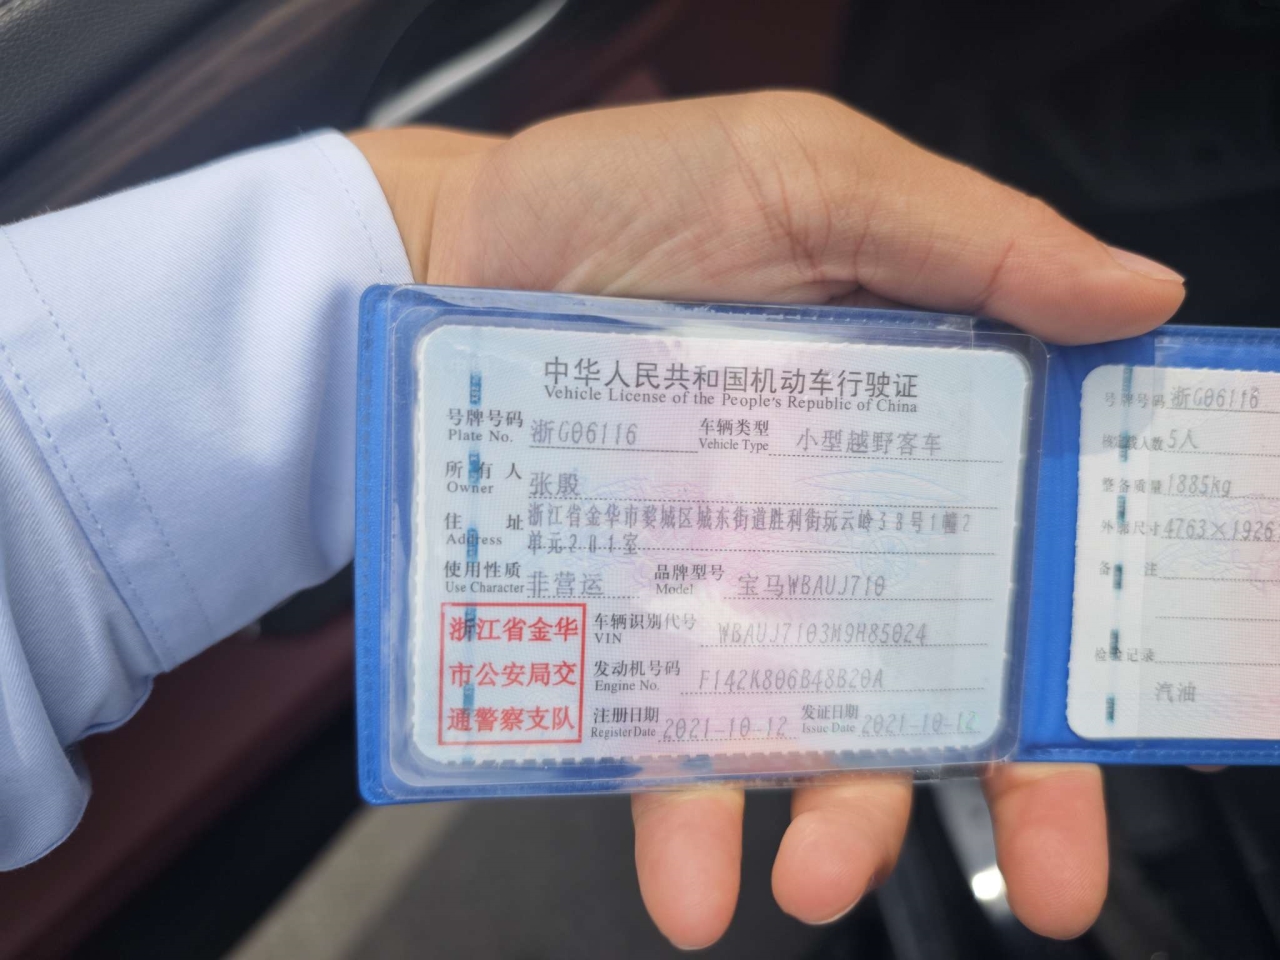 中华人民共和国机动车行驶证
Vehicle License of the People's Republic of China
号牌号码 浙G06116 车辆类型 小型越野客车
Plate No. Vehicle Type
所有人 张殷
Owner
住址 浙江省金华市婺城区城东街道胜利街玩云岭38号1幢2
Address 单元201室
使用性质 非营运 品牌型号 宝马WBAUJ710
Use Character Model
浙江省金华
市公安局交
通警察支队
车辆识别代号 WBAUJ7103M9H85024
VIN
发动机号码 F142K806B48B20A
Engine No.
注册日期 2021-10-12 发证日期 2021-10-12
Register Date Issue Date
号牌号码 浙G06116
核定载人数 5人
整备质量 1885kg
外廓尺寸 4763×1926
备注
检验记录
汽油